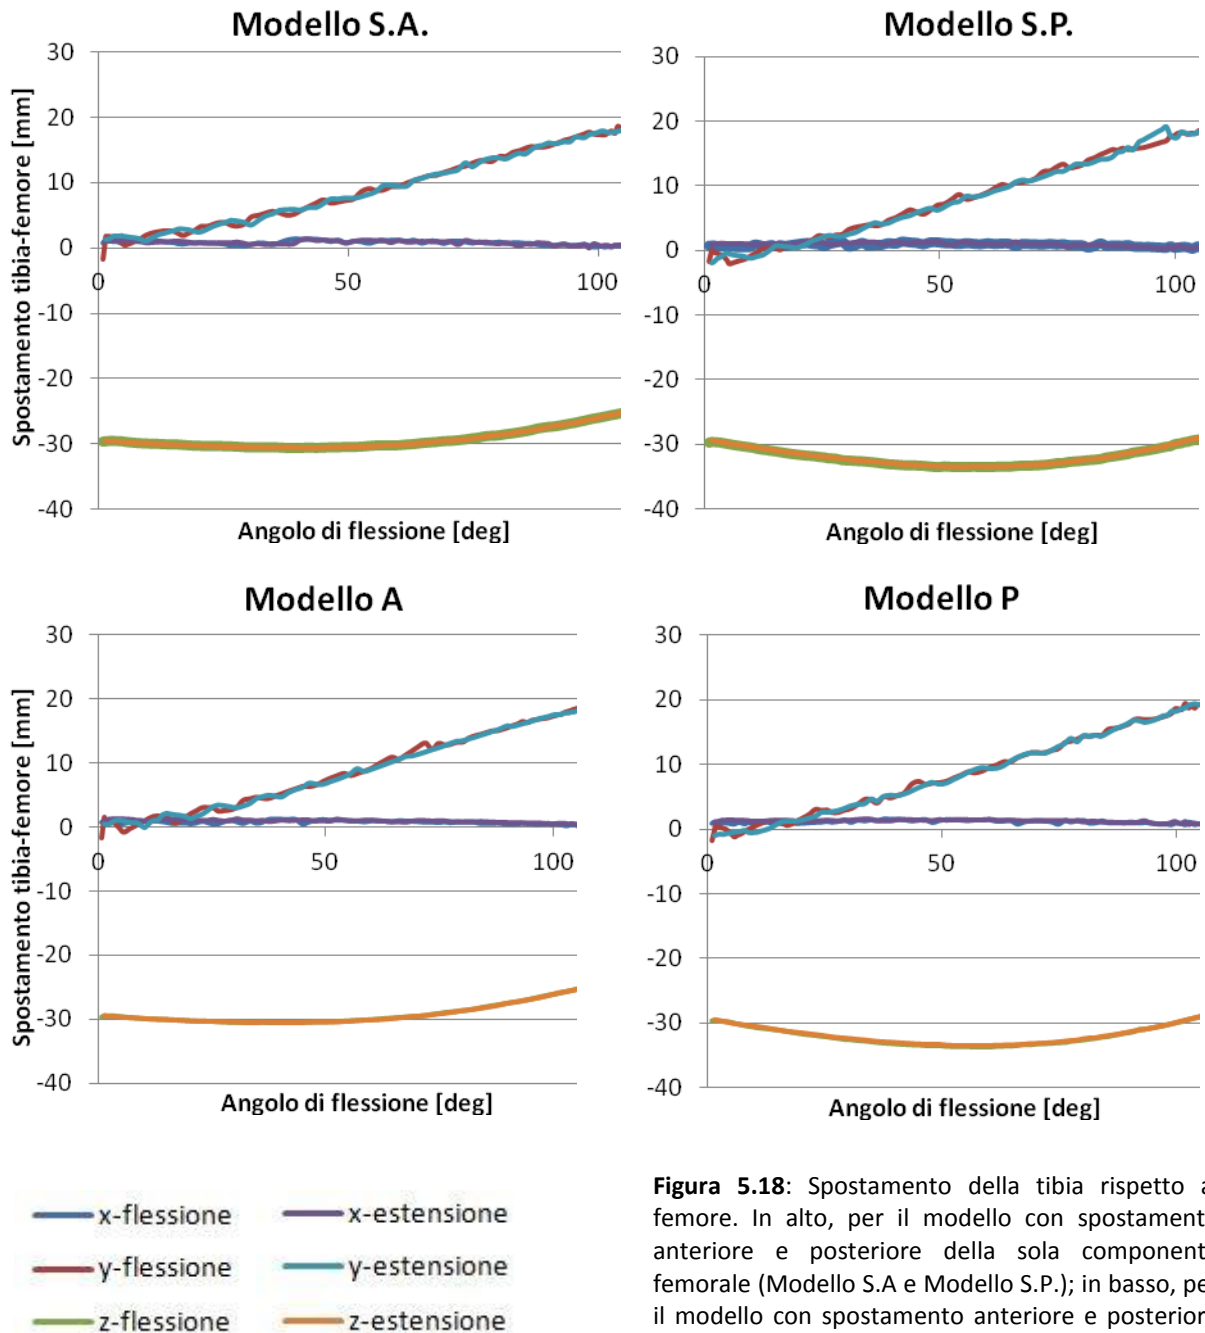 Modello S.A.
Spostamento tibia-femore [mm]
30
20
10
0
-10
-20
-30
-40
0
50
100
Angolo di flessione [deg]
Modello S.P.
30
20
10
0
-10
-20
-30
-40
0
50
100
Angolo di flessione [deg]
Modello A
Spostamento tibia-femore [mm]
30
20
10
0
-10
-20
-30
-40
0
50
100
Angolo di flessione [deg]
Modello P
30
20
10
0
-10
-20
-30
-40
0
50
100
Angolo di flessione [deg]
x-flessione
x-estensione
y-flessione
y-estensione
z-flessione
z-estensione
Figura 5.18: Spostamento della tibia rispetto a
femore. In alto, per il modello con spostament
anteriore e posteriore della sola component
femorale (Modello S.A e Modello S.P.); in basso, pe
il modello con spostamento anteriore e posterior